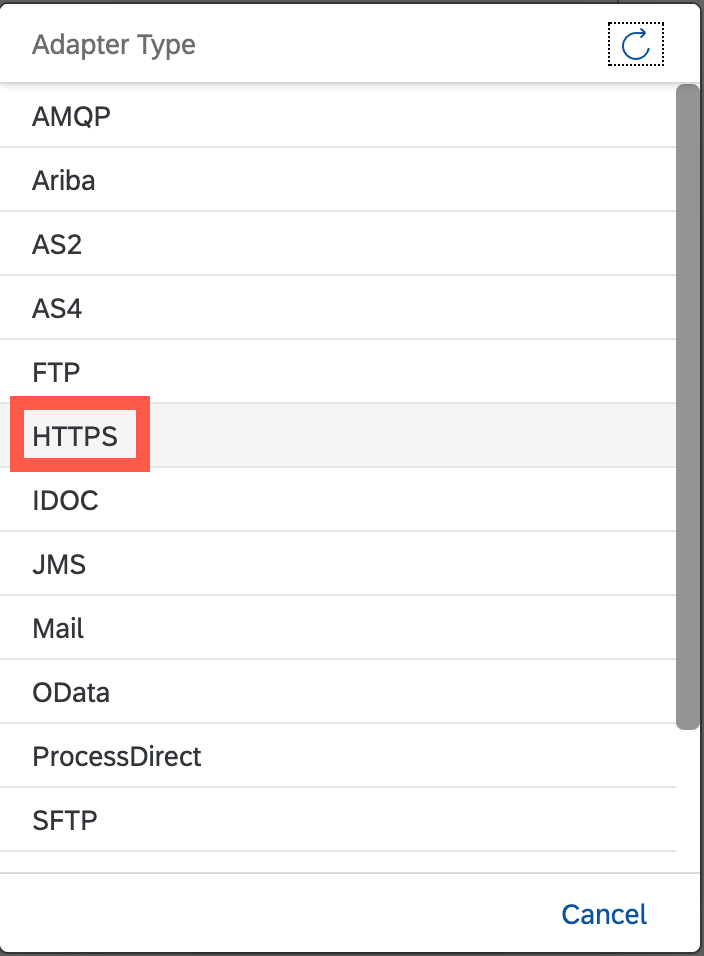 Adapter Type
AMQP
Ariba
AS2
AS4
FTP
HTTPS
IDOC
JMS
Mail
OData
ProcessDirect
SFTP
Cancel